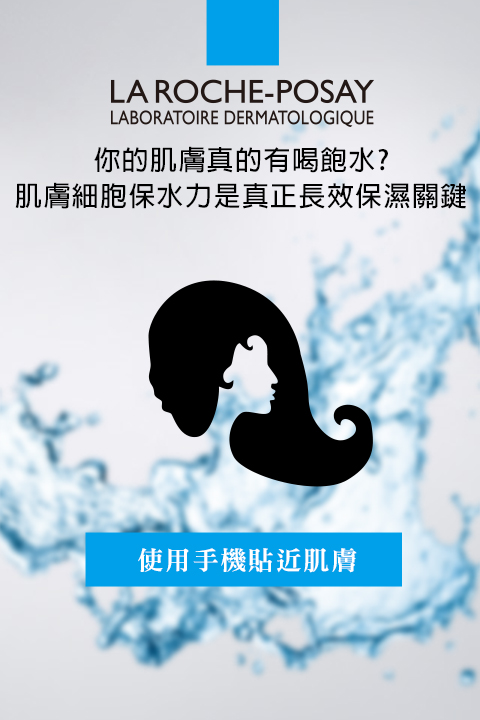 LA ROCHE-POSAY
LABORATOIRE DERMATOLOGIQUE
你的肌膚真的有喝飽水?
肌膚細胞保水力是真正長效保濕關鍵
使用手機貼近肌膚